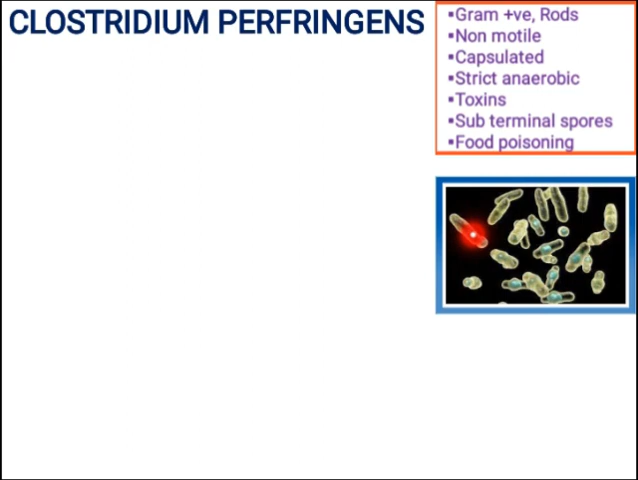 CLOSTRIDIUM PERFRINGENS
▪Gram +ve, Rods
▪Non motile
▪Capsulated
▪Strict anaerobic
▪Toxins
▪Sub terminal spores
▪Food poisoning